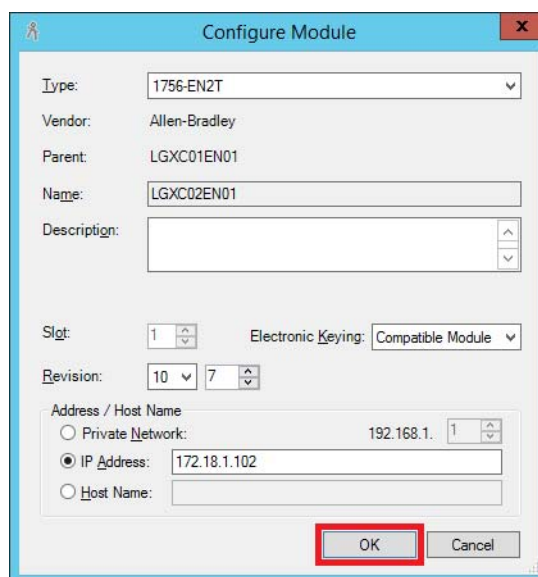 Configure Module
x
Type: 1756-EN2T
Vendor: Allen-Bradley
Parent: LGXC01EN01
Name: LGXC02EN01
Description:
Slot: 1 Electronic Keying: Compatible Module
Revision: 10 7
Address / Host Name
Private Network: 192.168.1. 1
IP Address: 172.18.1.102
Host Name:
OK Cancel